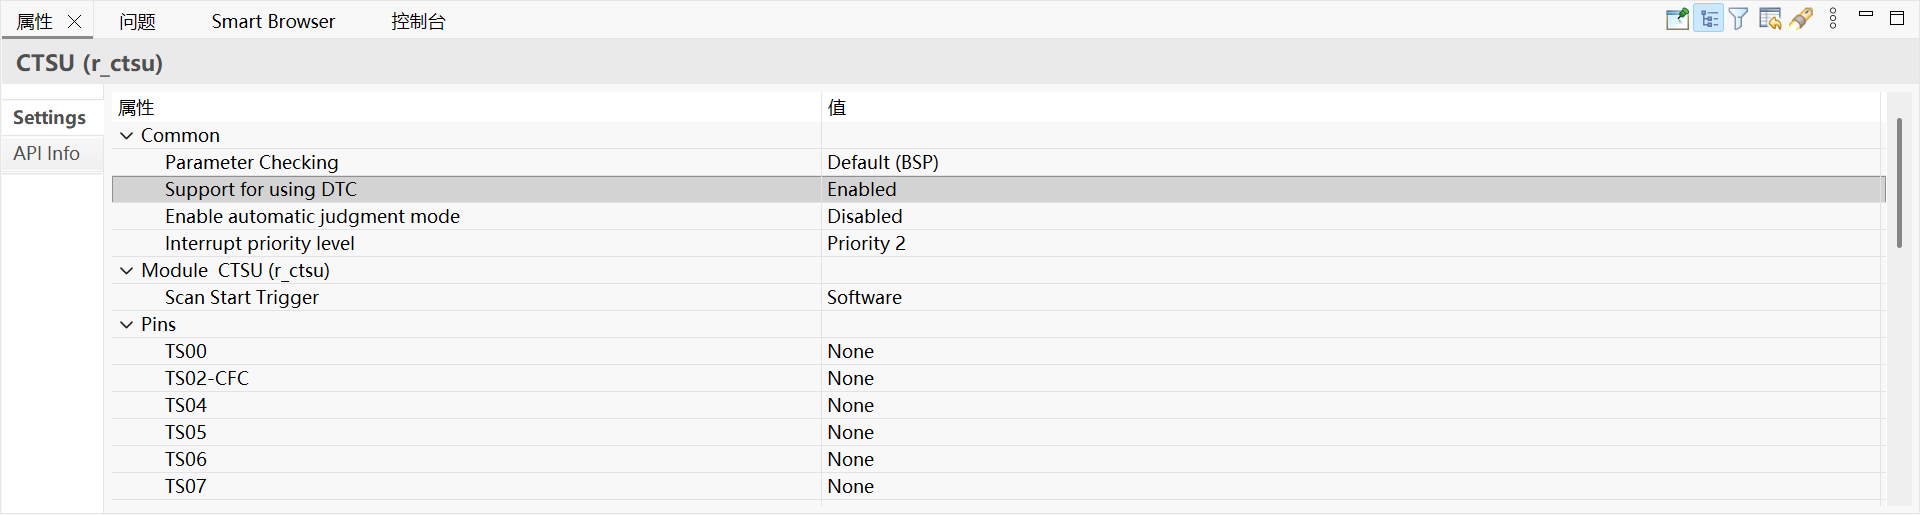 属性 问题 Smart Browser 控制台
CTSU (r_ctsu)
Settings
API Info
属性 值
Common
Parameter Checking Default (BSP)
Support for using DTC Enabled
Enable automatic judgment mode Disabled
Interrupt priority level Priority 2
Module CTSU (r_ctsu)
Scan Start Trigger Software
Pins
TS00 None
TS02-CFC None
TS04 None
TS05 None
TS06 None
TS07 None